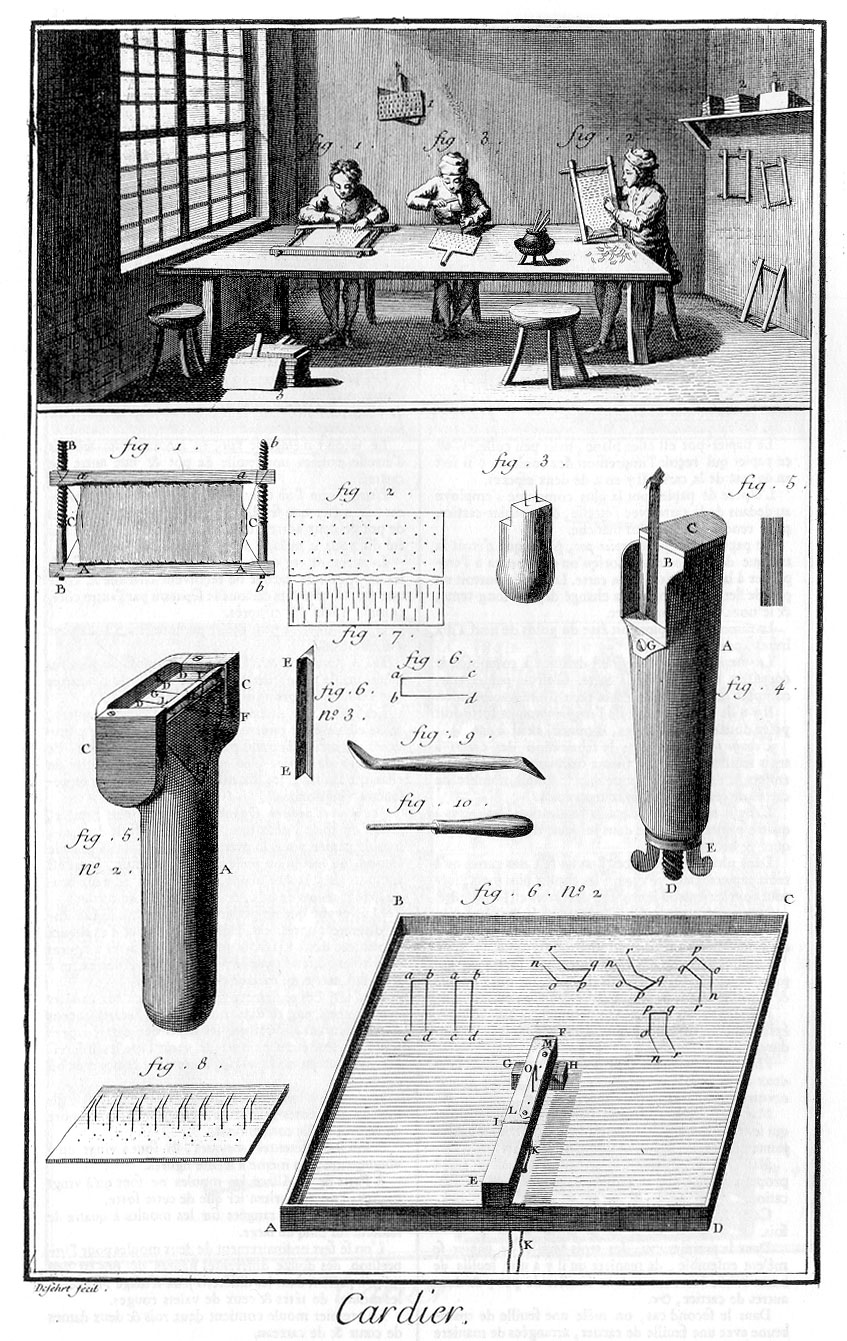 fig. 1.
fig. 3.
fig. 2.
1
2
2
3
fig. 1.
B
b
a
a
C
C
A
A
B
b
fig. 2
fig. 3
fig. 5.
C
B
G
A
fig. 4.
E
D
fig. 7.
E
E
fig. 6.
nº 3.
fig. 6.
a
c
b
d
fig. 9
fig. 10.
D
D
D
G
C
F
C
A
fig. 5.
nº 2.
fig. 6. Nº 2
B
C
a b
a b
c d
c d
r
n
q
o
p
r
n
q
o
p
p
q
o
n
r
p
q
o
n
r
F
M
G
O
H
L
I
K
E
A
D
K
fig. 8.
Defehrt fecit.
Cardier.